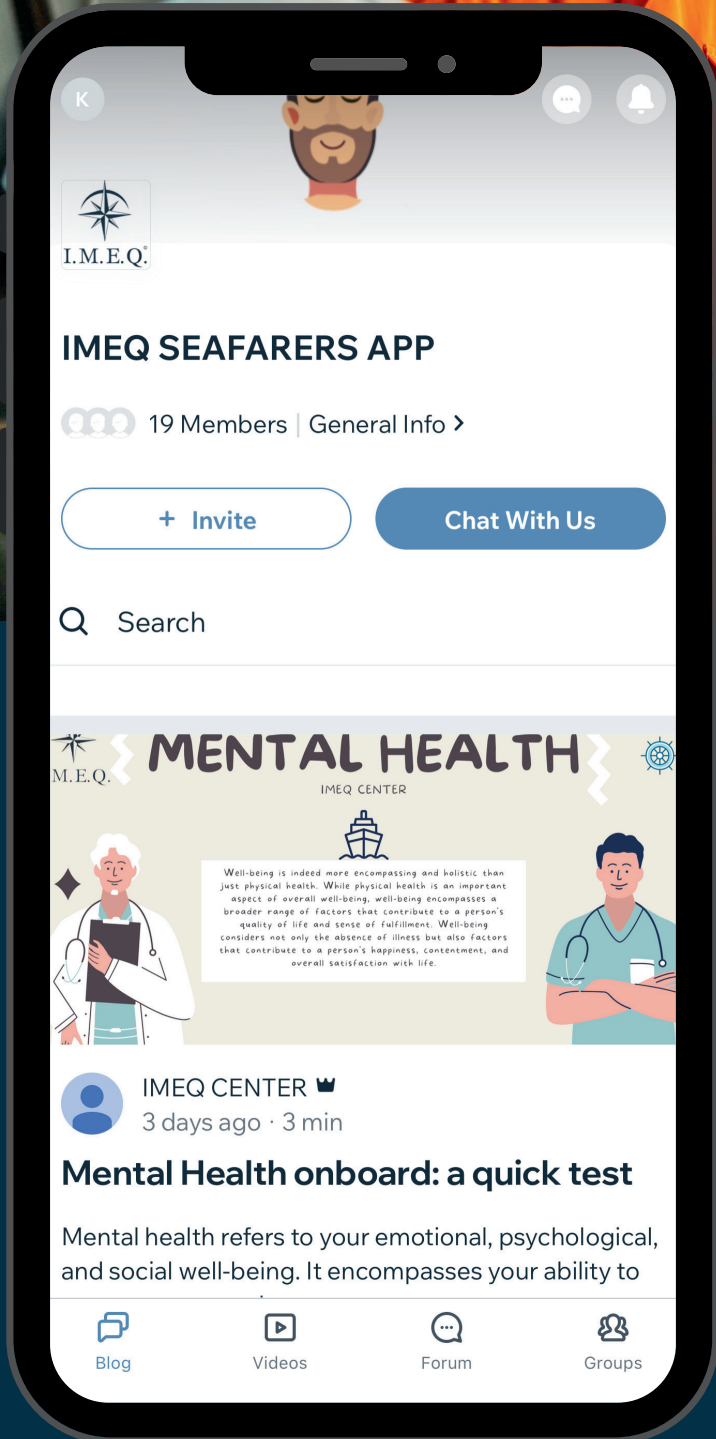 K
I.M.E.Q.
IMEQ SEAFARERS APP
19 Members | General Info >
+ Invite
Chat With Us
Search
MENTAL HEALTH
M.E.Q.
IMEQ CENTER
Well-being is indeed more encompassing and holistic than
just physical health. While physical health is an important
aspect of overall well-being, well-being encompasses a
broader range of factors that contribute to a person's
quality of life and sense of fulfillment. Well-being
considers not only the absence of illness but also factors
that contribute to a person's happiness, contentment, and
overall satisfaction with life.
IMEQ CENTER
3 days ago · 3 min
Mental Health onboard: a quick test
Mental health refers to your emotional, psychological,
and social well-being. It encompasses your ability to
Blog
Videos
Forum
Groups